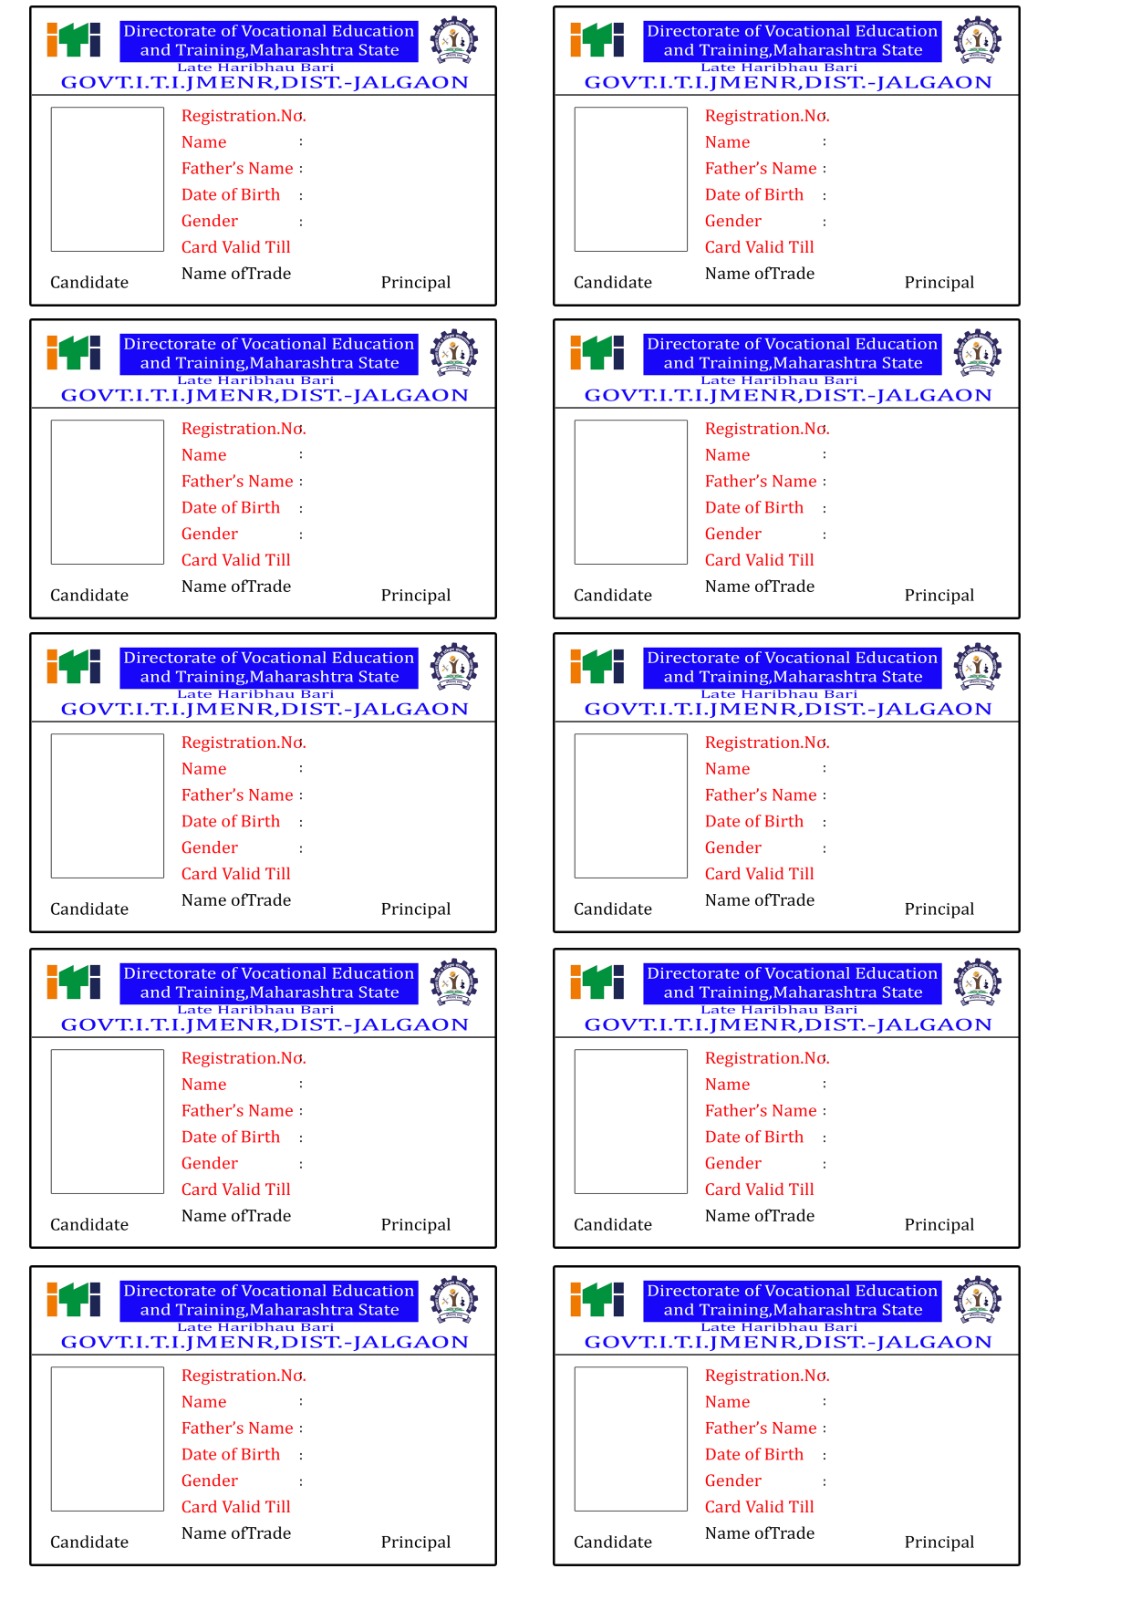 iTi
Directorate of Vocational Education
and Training,Maharashtra State
Late Haribhau Bari
GOVT.I.T.I.JMENR,DIST.-JALGAON
Registration.No.:
Name :
Father's Name :
Date of Birth :
Gender :
Card Valid Till
Name ofTrade
Candidate
Principal
iTi
Directorate of Vocational Education
and Training,Maharashtra State
Late Haribhau Bari
GOVT.I.T.I.JMENR,DIST.-JALGAON
Registration.No.:
Name :
Father's Name :
Date of Birth :
Gender :
Card Valid Till
Name ofTrade
Candidate
Principal
iTi
Directorate of Vocational Education
and Training,Maharashtra State
Late Haribhau Bari
GOVT.I.T.I.JMENR,DIST.-JALGAON
Registration.No.:
Name :
Father's Name :
Date of Birth :
Gender :
Card Valid Till
Name ofTrade
Candidate
Principal
iTi
Directorate of Vocational Education
and Training,Maharashtra State
Late Haribhau Bari
GOVT.I.T.I.JMENR,DIST.-JALGAON
Registration.No.:
Name :
Father's Name :
Date of Birth :
Gender :
Card Valid Till
Name ofTrade
Candidate
Principal
iTi
Directorate of Vocational Education
and Training,Maharashtra State
Late Haribhau Bari
GOVT.I.T.I.JMENR,DIST.-JALGAON
Registration.No.:
Name :
Father's Name :
Date of Birth :
Gender :
Card Valid Till
Name ofTrade
Candidate
Principal
iTi
Directorate of Vocational Education
and Training,Maharashtra State
Late Haribhau Bari
GOVT.I.T.I.JMENR,DIST.-JALGAON
Registration.No.:
Name :
Father's Name :
Date of Birth :
Gender :
Card Valid Till
Name ofTrade
Candidate
Principal
iTi
Directorate of Vocational Education
and Training,Maharashtra State
Late Haribhau Bari
GOVT.I.T.I.JMENR,DIST.-JALGAON
Registration.No.:
Name :
Father's Name :
Date of Birth :
Gender :
Card Valid Till
Name ofTrade
Candidate
Principal
iTi
Directorate of Vocational Education
and Training,Maharashtra State
Late Haribhau Bari
GOVT.I.T.I.JMENR,DIST.-JALGAON
Registration.No.:
Name :
Father's Name :
Date of Birth :
Gender :
Card Valid Till
Name ofTrade
Candidate
Principal
iTi
Directorate of Vocational Education
and Training,Maharashtra State
Late Haribhau Bari
GOVT.I.T.I.JMENR,DIST.-JALGAON
Registration.No.:
Name :
Father's Name :
Date of Birth :
Gender :
Card Valid Till
Name ofTrade
Candidate
Principal
iTi
Directorate of Vocational Education
and Training,Maharashtra State
Late Haribhau Bari
GOVT.I.T.I.JMENR,DIST.-JALGAON
Registration.No.:
Name :
Father's Name :
Date of Birth :
Gender :
Card Valid Till
Name ofTrade
Candidate
Principal